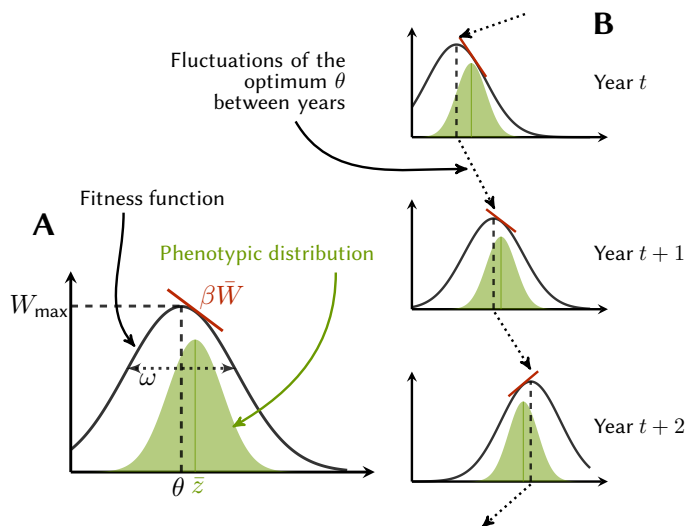 A
Fitness function
Phenotypic distribution
W_max
βW̄
ω
θ z̄
B
Fluctuations of the
optimum θ
between years
Year t
Year t + 1
Year t + 2